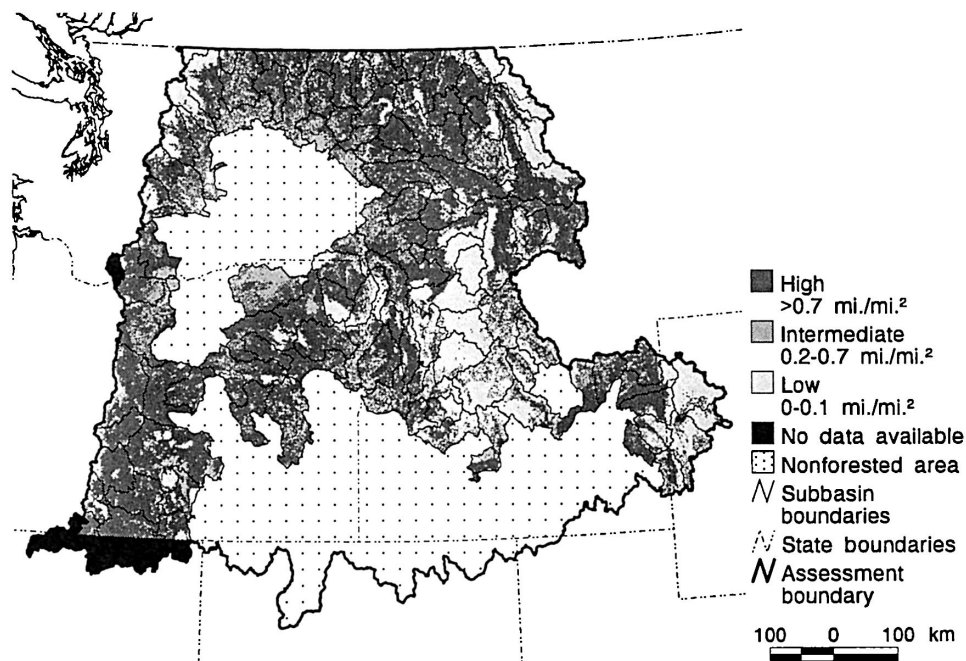 High
>0.7 mi./mi.²
Intermediate
0.2-0.7 mi./mi.²
Low
0-0.1 mi./mi.²
No data available
Nonforested area
Subbasin
boundaries
State boundaries
Assessment
boundary
100 0 100 km